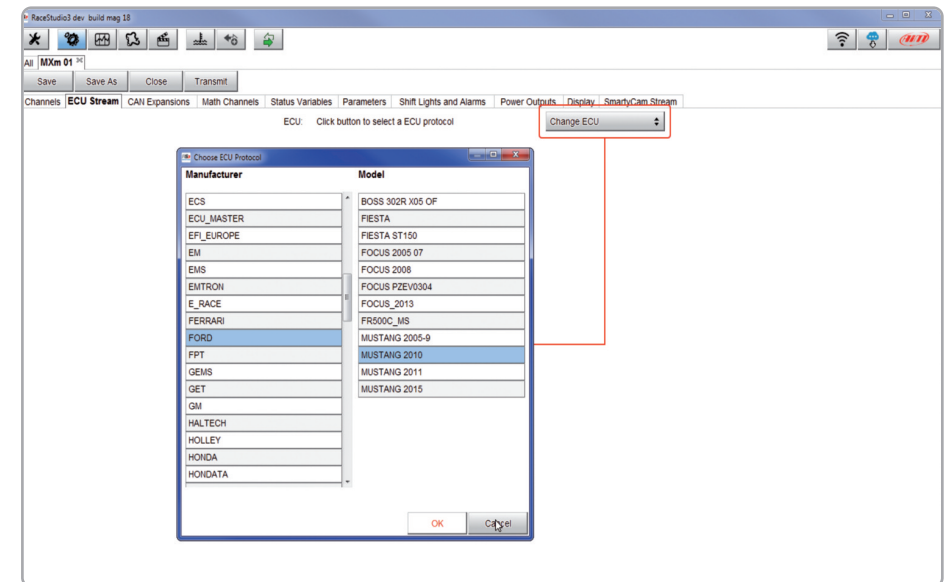 RaceStudio3 dev build mag 18
AiM
All MXm 01
Save Save As Close Transmit
Channels ECU Stream CAN Expansions Math Channels Status Variables Parameters Shift Lights and Alarms Power Outputs Display SmartyCam Stream
ECU: Click button to select a ECU protocol Change ECU
Choose ECU Protocol
Manufacturer Model
ECS BOSS 302R X05 OF
ECU_MASTER FIESTA
EFI_EUROPE FIESTA ST150
EM FOCUS 2005 07
EMS FOCUS 2008
EMTRON FOCUS PZEV0304
E_RACE FOCUS_2013
FERRARI FR500C_MS
FORD MUSTANG 2005-9
FPT MUSTANG 2010
GEMS MUSTANG 2011
GET MUSTANG 2015
GM
HALTECH
HOLLEY
HONDA
HONDATA
OK Cancel